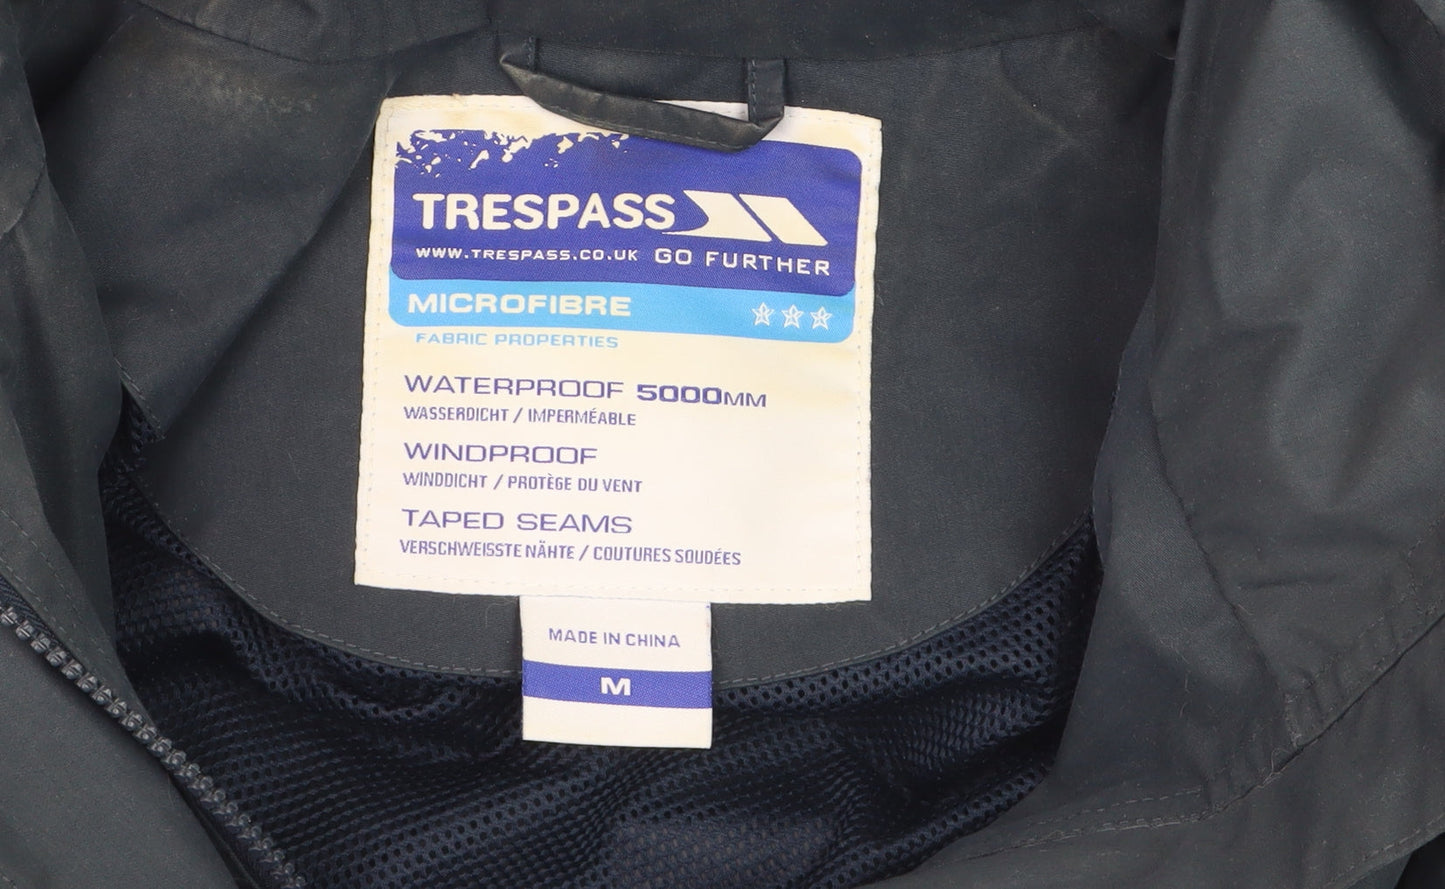 TRESPASS
WWW.TRESPASS.CO.UK GO FURTHER
MICROFIBRE
FABRIC PROPERTIES
WATERPROOF 5000MM
WASSERDICHT / IMPERMÉABLE
WINDPROOF
WINDDICHT / PROTÈGE DU VENT
TAPED SEAMS
VERSCHWEISSTE NÄHTE / COUTURES SOUDÉES
MADE IN CHINA
M